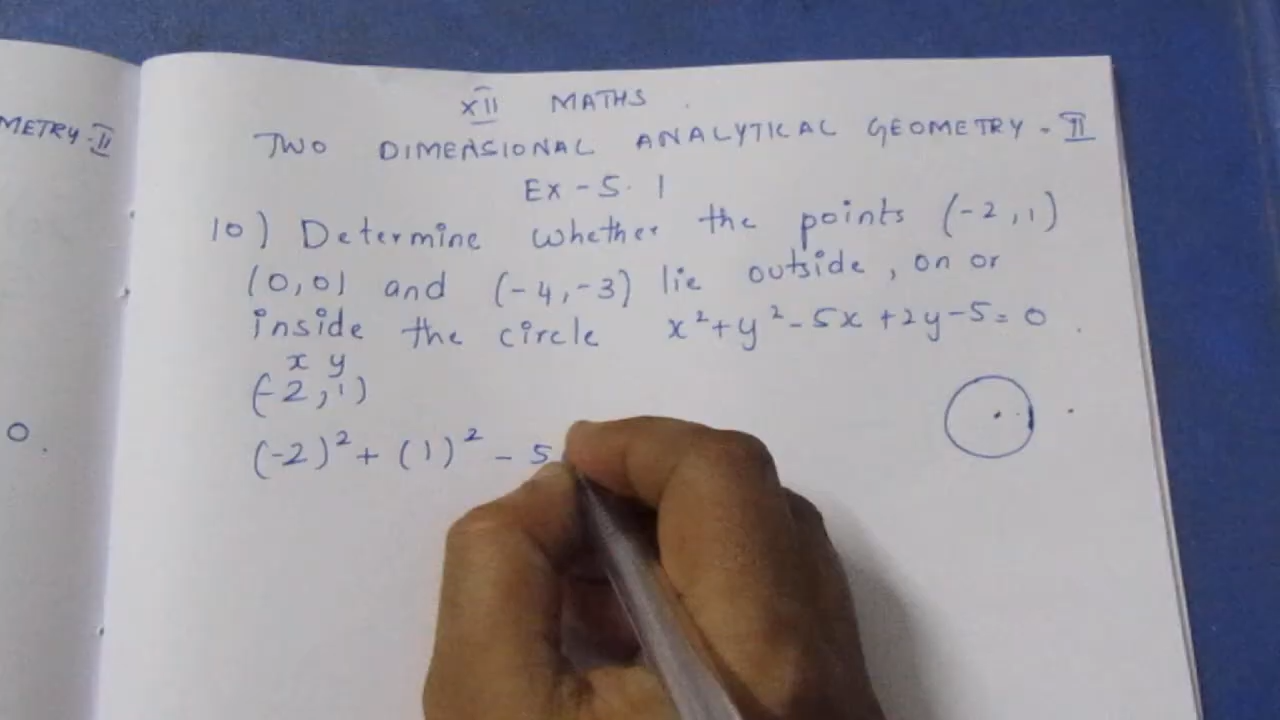 METRY-II
XII MATHS
TWO DIMENSIONAL ANALYTICAL GEOMETRY - II
Ex - 5.1
10) Determine whether the points (-2,1)
(0,0) and (-4,-3) lie outside, on or
inside the circle x²+y²-5x+2y-5=0.
x y
(-2,1)
0.
(-2)² + (1)² - 5